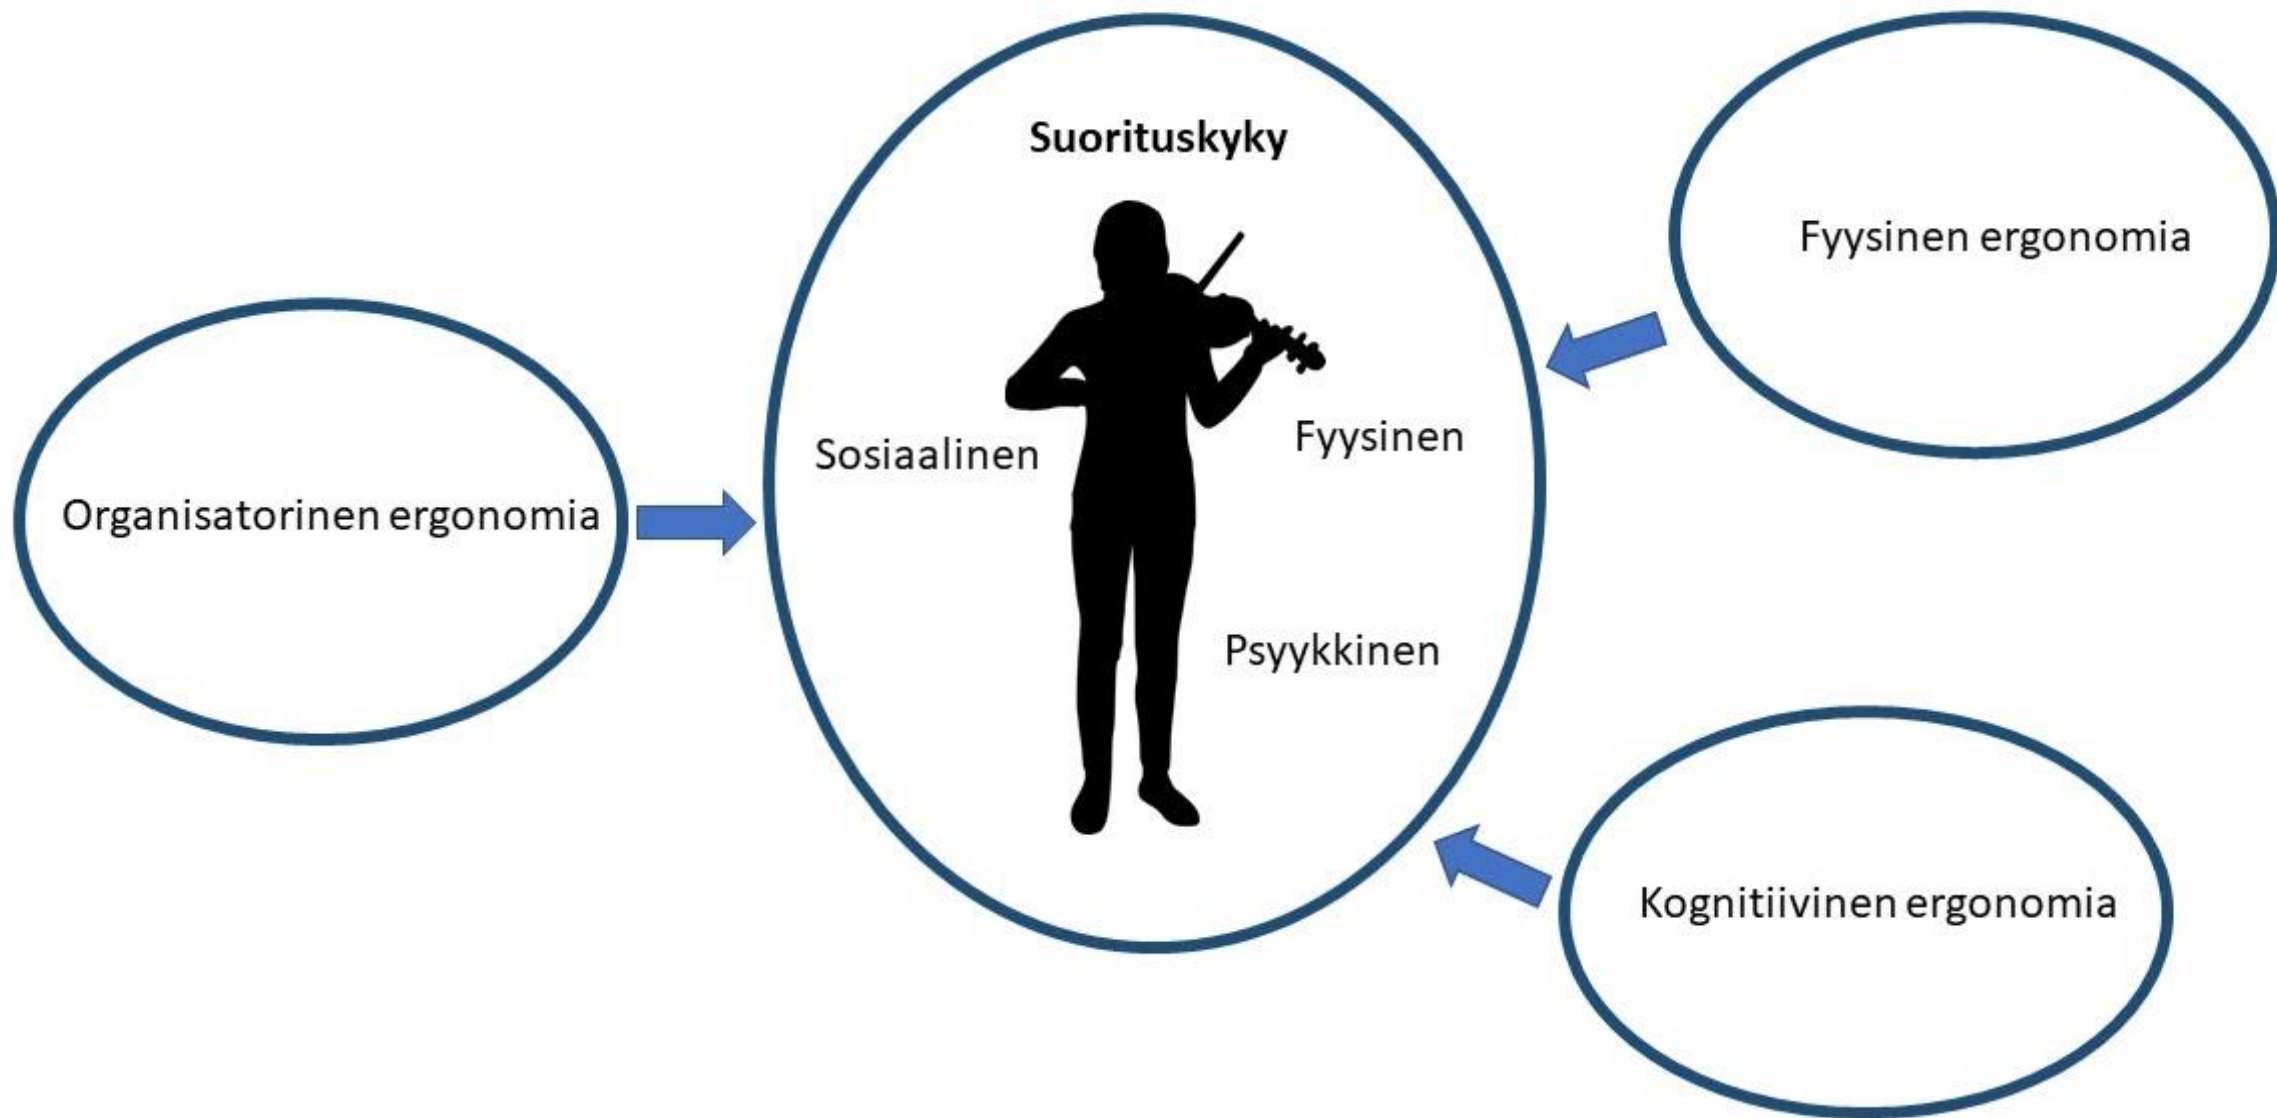 Suorituskyky
Fyysinen ergonomia
Fyysinen
Sosiaalinen
Organisatorinen ergonomia
Psyykkinen
Kognitiivinen ergonomia